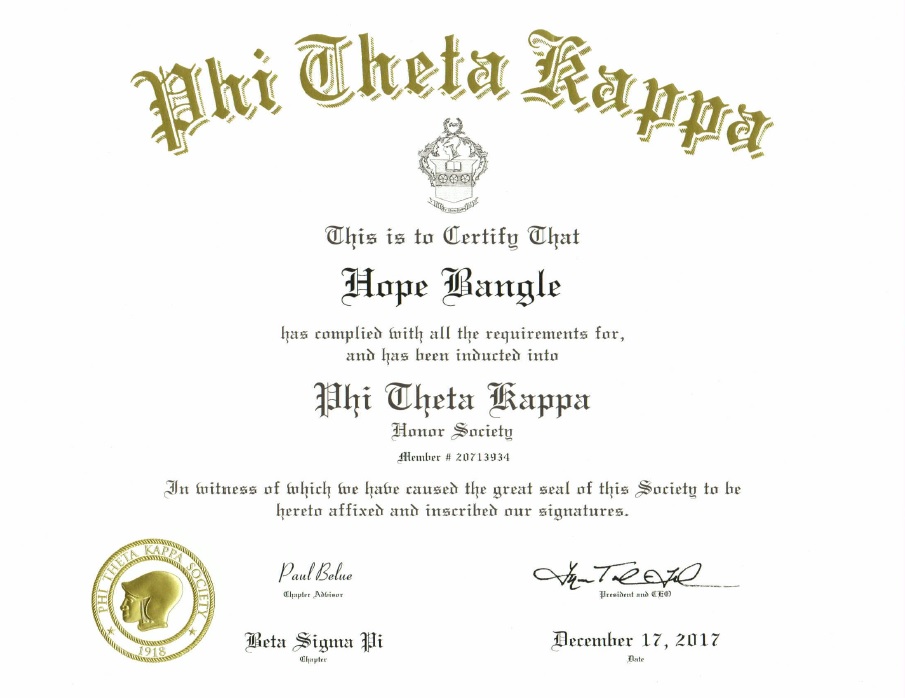 Phi Theta Kappa
This is to Certify That
Hope Bangle
has complied with all the requirements for,
and has been inducted into
Phi Theta Kappa
Honor Society
Member # 20713934
In witness of which we have caused the great seal of this Society to be
hereto affixed and inscribed our signatures.
PHI THETA KAPPA SOCIETY
1918
Paul Belue
Chapter Advisor
President and CEO
Beta Sigma Pi
Chapter
December 17, 2017
Date